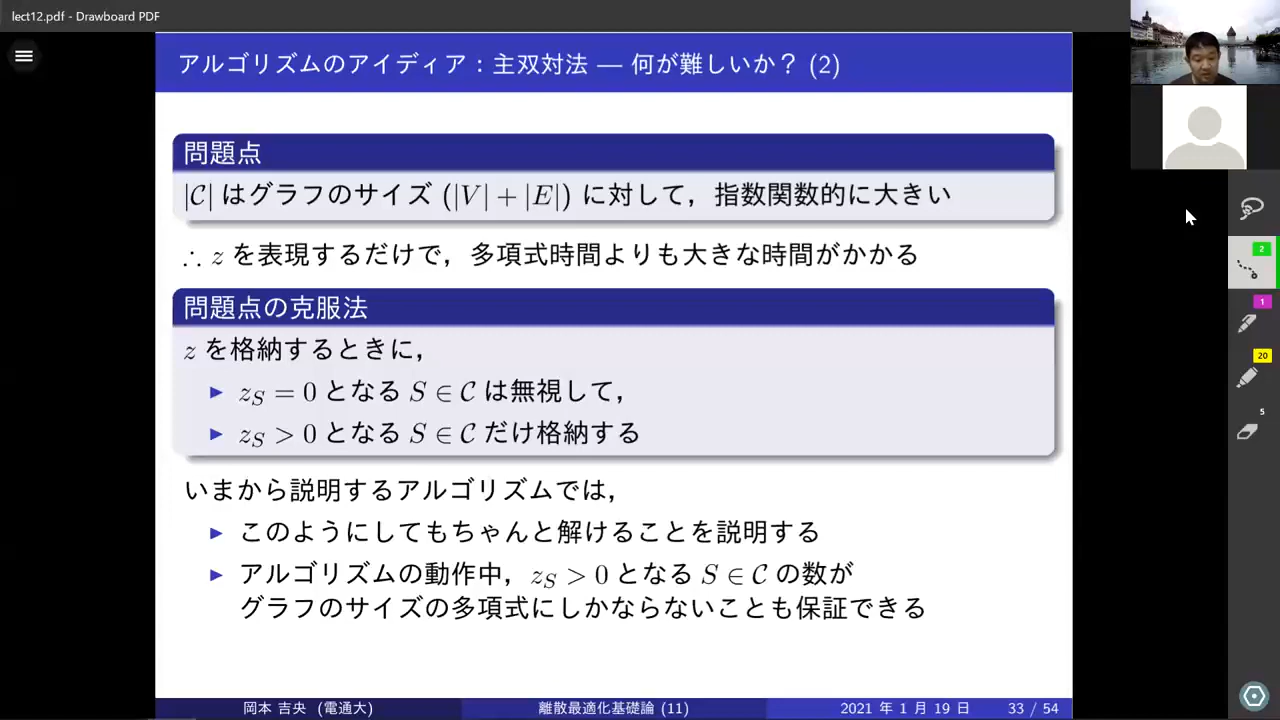 lect12.pdf - Drawboard PDF
アルゴリズムのアイディア：主双対法 — 何が難しいか？ (2)
問題点
|𝒞| はグラフのサイズ (|V| + |E|) に対して，指数関数的に大きい
∴ z を表現するだけで，多項式時間よりも大きな時間がかかる
問題点の克服法
z を格納するときに，
▶ z_S = 0 となる S ∈ 𝒞 は無視して，
▶ z_S > 0 となる S ∈ 𝒞 だけ格納する
いまから説明するアルゴリズムでは，
▶ このようにしてもちゃんと解けることを説明する
▶ アルゴリズムの動作中，z_S > 0 となる S ∈ 𝒞 の数が
グラフのサイズの多項式にしかならないことも保証できる
岡本 吉央 (電通大)
離散最適化基礎論 (11)
2021 年 1 月 19 日
33 / 54
2
1
20
5